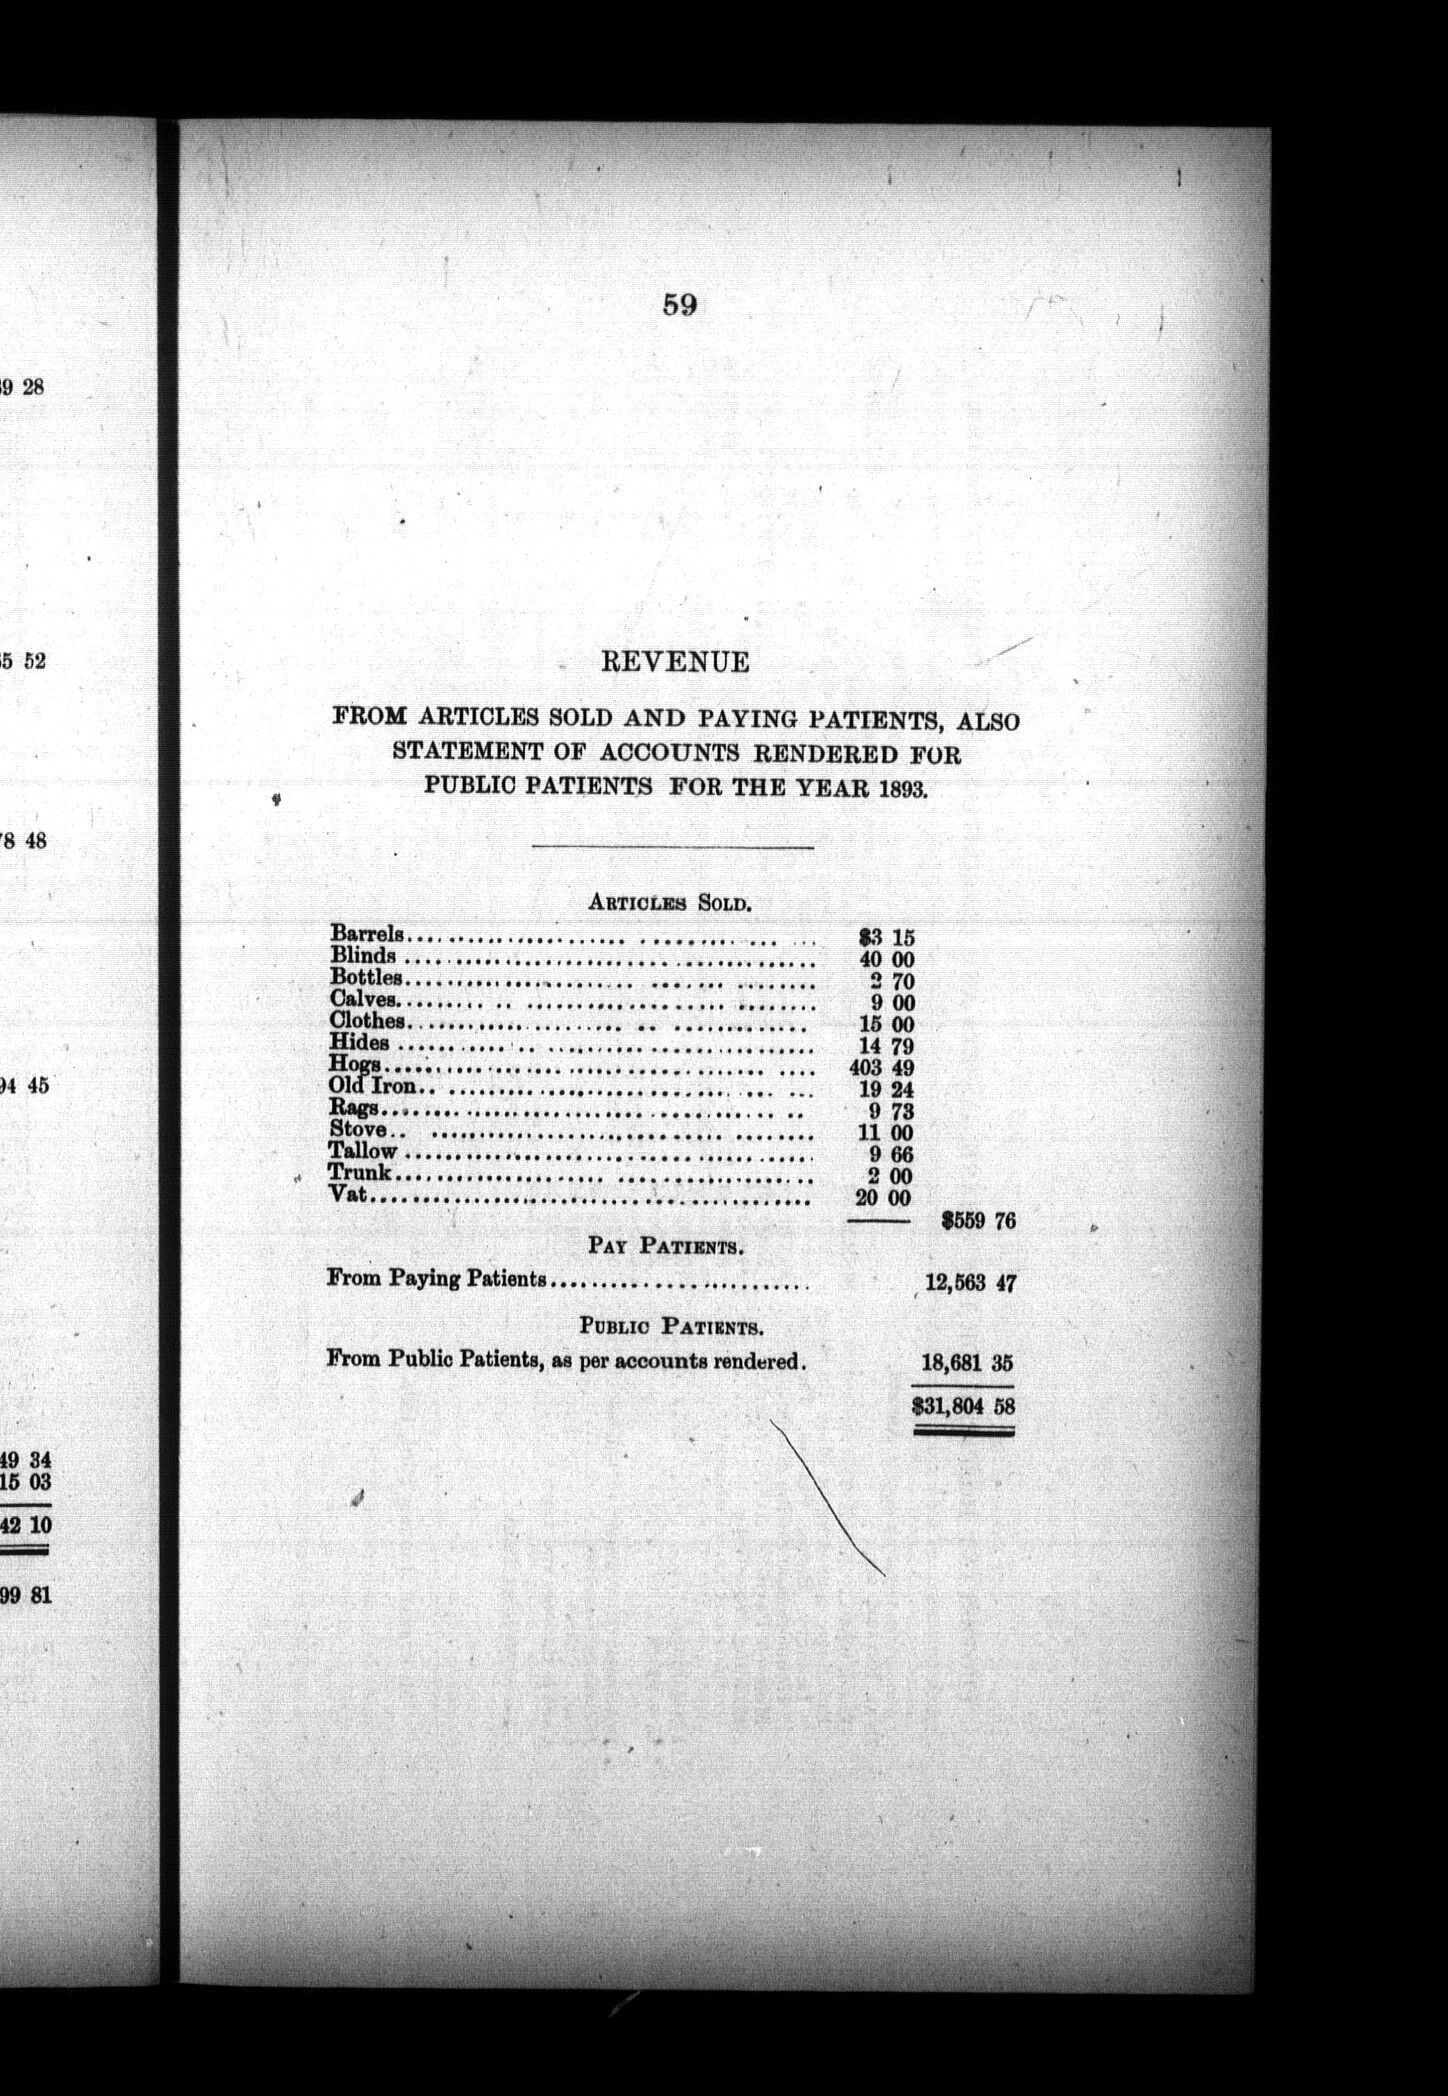 59
REVENUE
FROM ARTICLES SOLD AND PAYING PATIENTS, ALSO
STATEMENT OF ACCOUNTS RENDERED FOR
PUBLIC PATIENTS FOR THE YEAR 1893.
ARTICLES SOLD.
Barrels $3 15
Blinds 40 00
Bottles 2 70
Calves 9 00
Clothes 15 00
Hides 14 79
Hogs 403 49
Old Iron 19 24
Rags 9 73
Stove 11 00
Tallow 9 66
Trunk 2 00
Vat 20 00
$559 76
PAY PATIENTS.
From Paying Patients 12,563 47
PUBLIC PATIENTS.
From Public Patients, as per accounts rendered. 18,681 35
$31,804 58